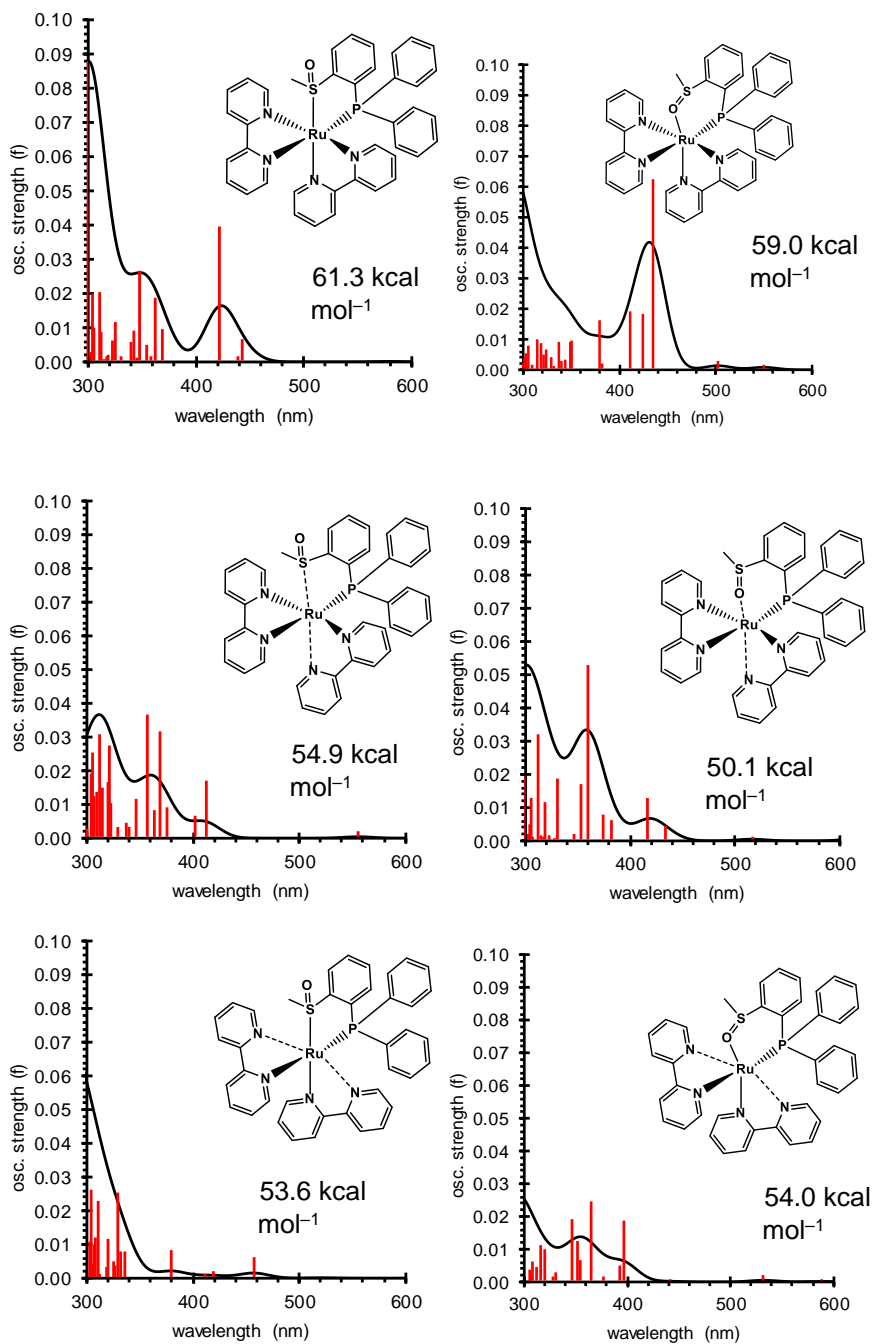 osc. strength (f)
0.10
0.09
0.08
0.07
0.06
0.05
0.04
0.03
0.02
0.01
0.00
300 400 500 600
wavelength (nm)
O
S
N P
Ru
N N
N
61.3 kcal
mol⁻¹
osc. strength (f)
0.10
0.09
0.08
0.07
0.06
0.05
0.04
0.03
0.02
0.01
0.00
300 400 500 600
wavelength (nm)
S
O
N P
Ru
N N
N
59.0 kcal
mol⁻¹
osc. strength (f)
0.10
0.09
0.08
0.07
0.06
0.05
0.04
0.03
0.02
0.01
0.00
300 400 500 600
wavelength (nm)
O
S
N P
Ru
N N
N
54.9 kcal
mol⁻¹
osc. strength (f)
0.10
0.09
0.08
0.07
0.06
0.05
0.04
0.03
0.02
0.01
0.00
300 400 500 600
wavelength (nm)
S
O
N P
Ru
N N
N
50.1 kcal
mol⁻¹
osc. strength (f)
0.10
0.09
0.08
0.07
0.06
0.05
0.04
0.03
0.02
0.01
0.00
300 400 500 600
wavelength (nm)
O
S
N P
Ru
N
N N
53.6 kcal
mol⁻¹
osc. strength (f)
0.10
0.09
0.08
0.07
0.06
0.05
0.04
0.03
0.02
0.01
0.00
300 400 500 600
wavelength (nm)
S
O
N P
Ru
N
N N
54.0 kcal
mol⁻¹